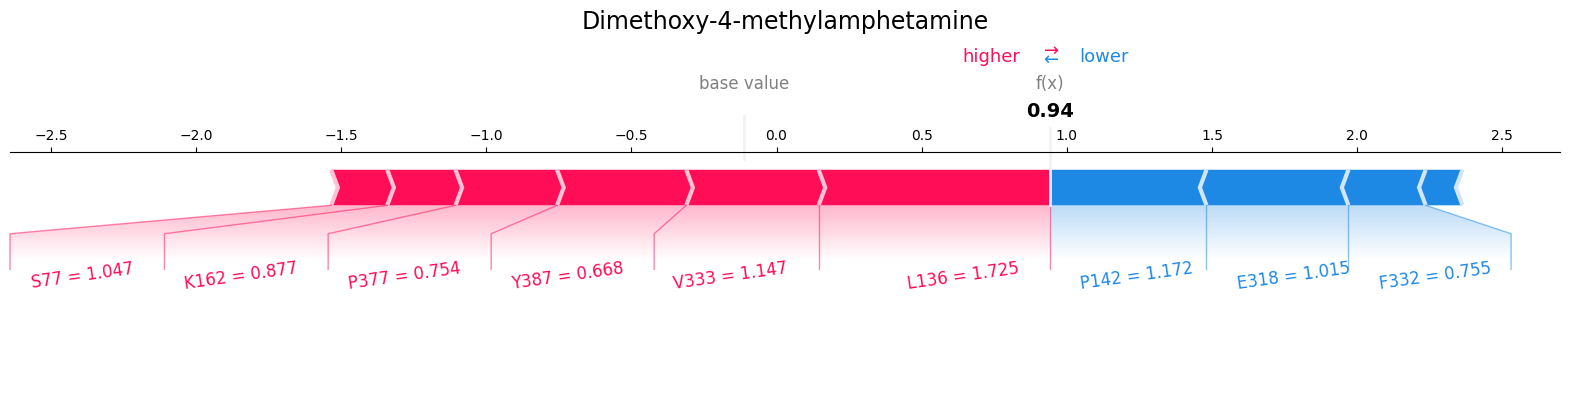 Dimethoxy-4-methylamphetamine
higher ⇄ lower
base value f(x)
0.94
−2.5 −2.0 −1.5 −1.0 −0.5 0.0 0.5 1.0 1.5 2.0 2.5
S77 = 1.047 K162 = 0.877 P377 = 0.754 Y387 = 0.668 V333 = 1.147 L136 = 1.725 P142 = 1.172 E318 = 1.015 F332 = 0.755